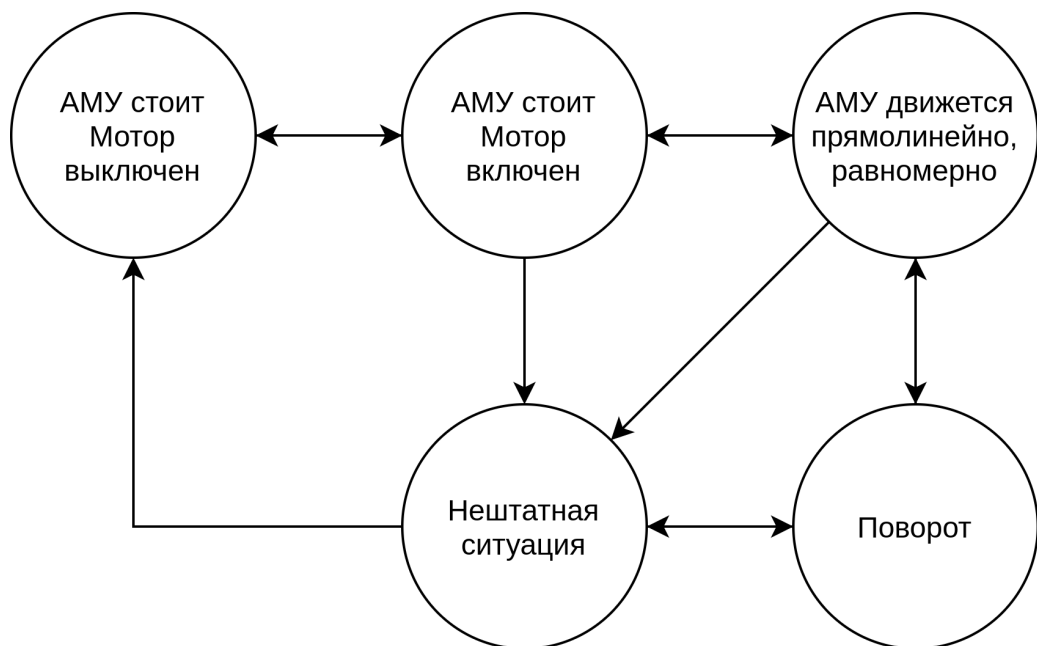 АМУ стоит
Мотор
выключен
АМУ стоит
Мотор
включен
АМУ движется
прямолинейно,
равномерно
Нештатная
ситуация
Поворот